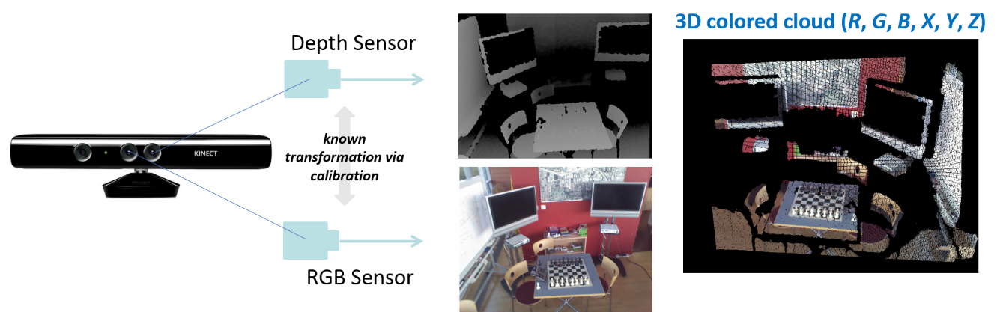 Depth Sensor
KINECT
known
transformation via
calibration
RGB Sensor
3D colored cloud (R, G, B, X, Y, Z)